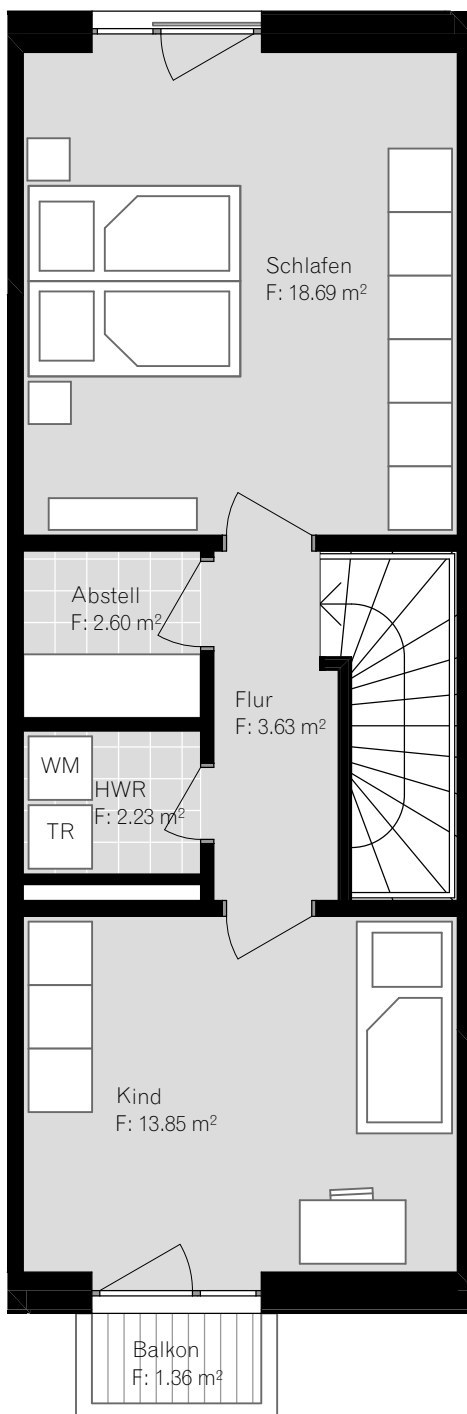 Schlafen
F: 18.69 m²
Abstell
F: 2.60 m²
Flur
F: 3.63 m²
WM
HWR
F: 2.23 m²
TR
Kind
F: 13.85 m²
Balkon
F: 1.36 m²